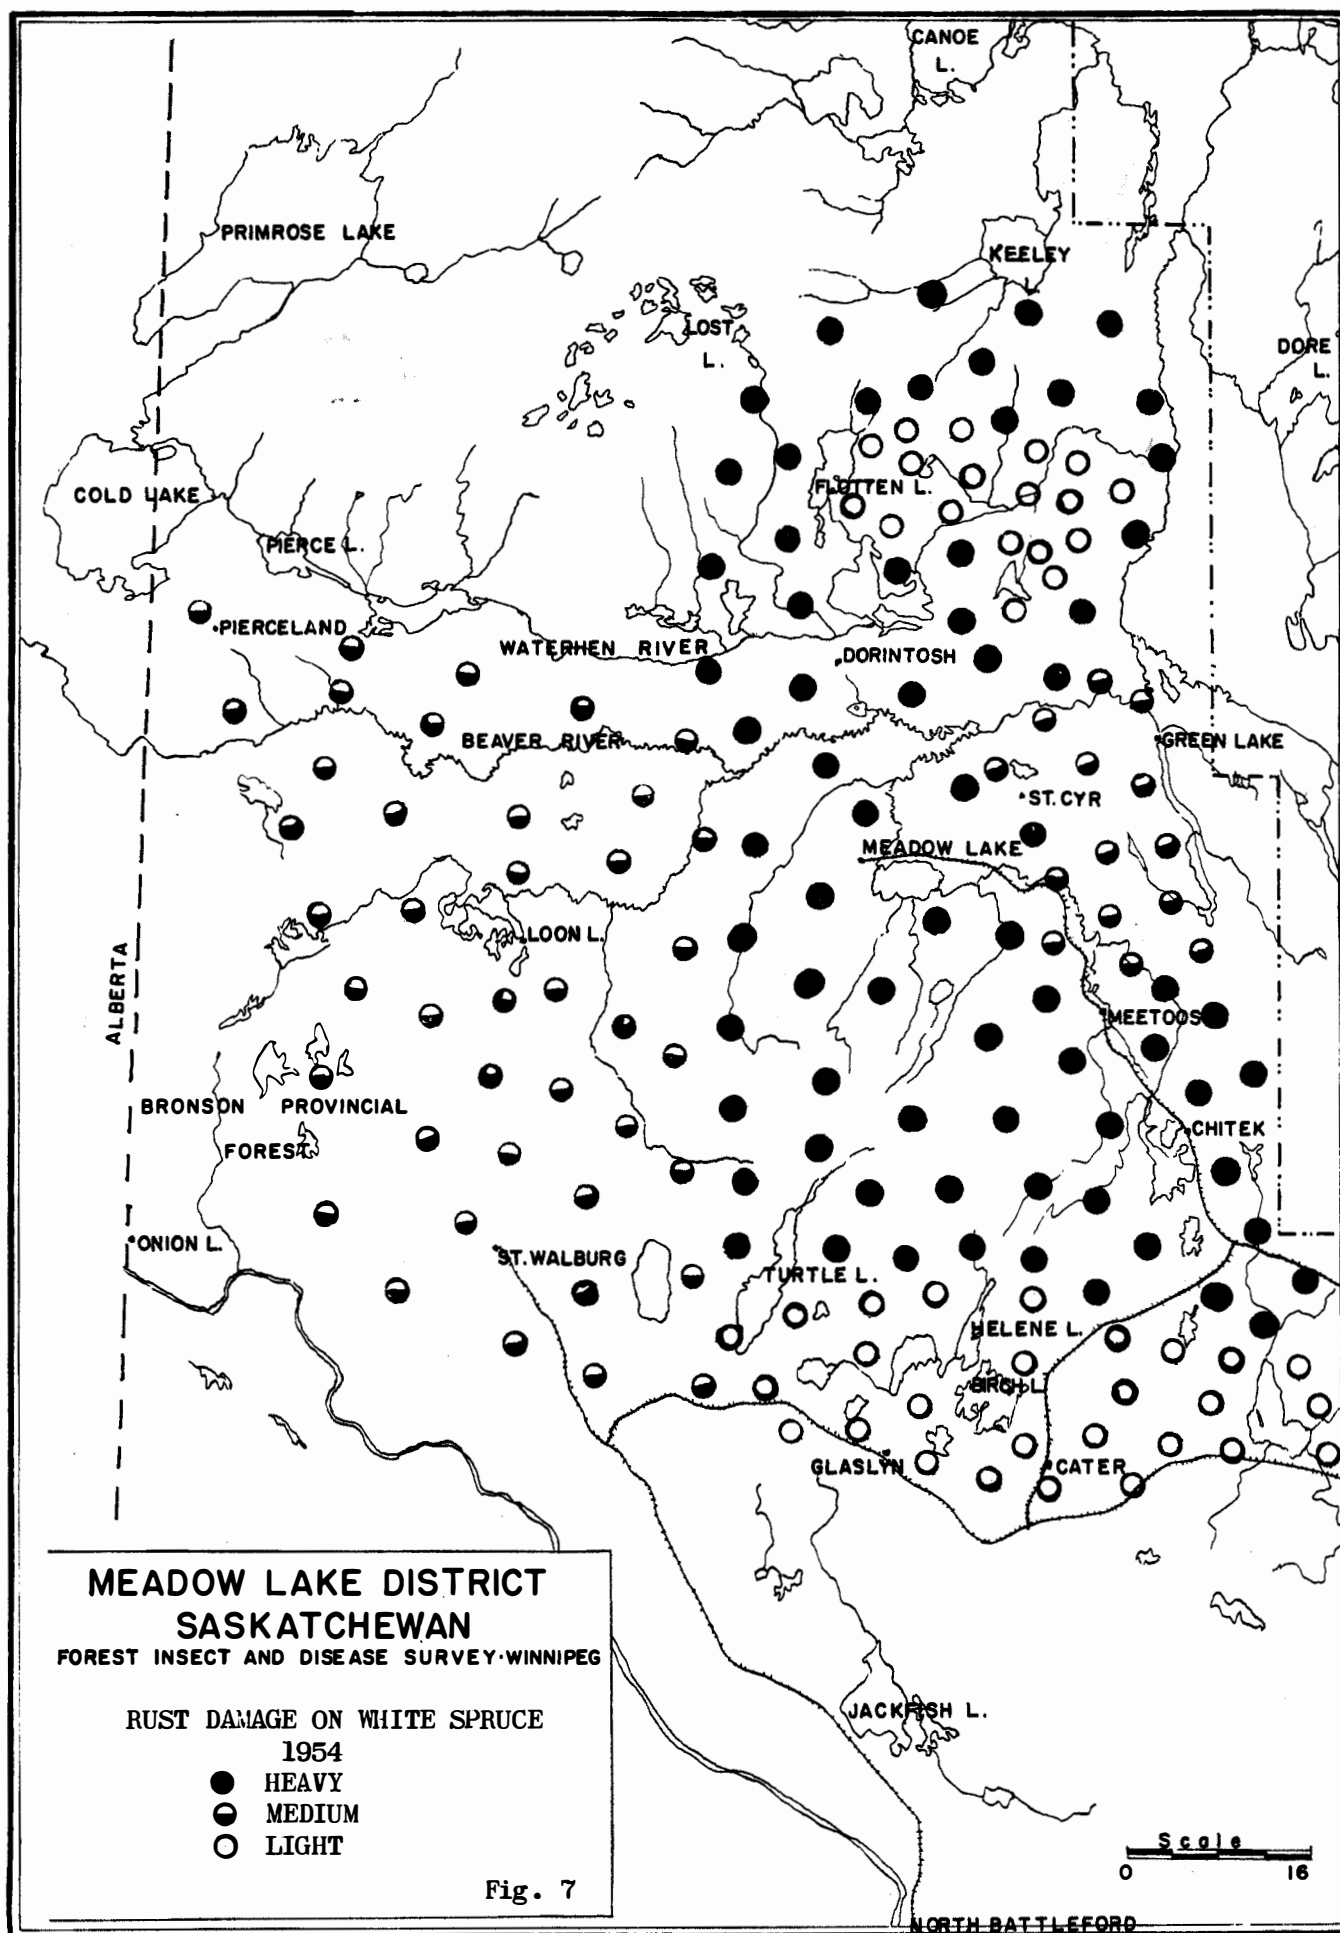 CANOE
L.
PRIMROSE LAKE
KEELEY
L.
LOST
L.
DORE
L.
COLD LAKE
FLOTTEN L.
PIERCE L.
PIERCELAND
WATERHEN RIVER
DORINTOSH
BEAVER RIVER
GREEN LAKE
ST. CYR
MEADOW LAKE
LOON L.
ALBERTA
MEETOOS
BRONSON PROVINCIAL
FOREST
CHITEK
ONION L.
ST. WALBURG
TURTLE L.
HELENE L.
BIRCH L.
GLASLYN
CATER
MEADOW LAKE DISTRICT
SASKATCHEWAN
FOREST INSECT AND DISEASE SURVEY·WINNIPEG
RUST DAMAGE ON WHITE SPRUCE
1954
HEAVY
MEDIUM
LIGHT
Fig. 7
JACKFISH L.
Scale
0 16
NORTH BATTLEFORD